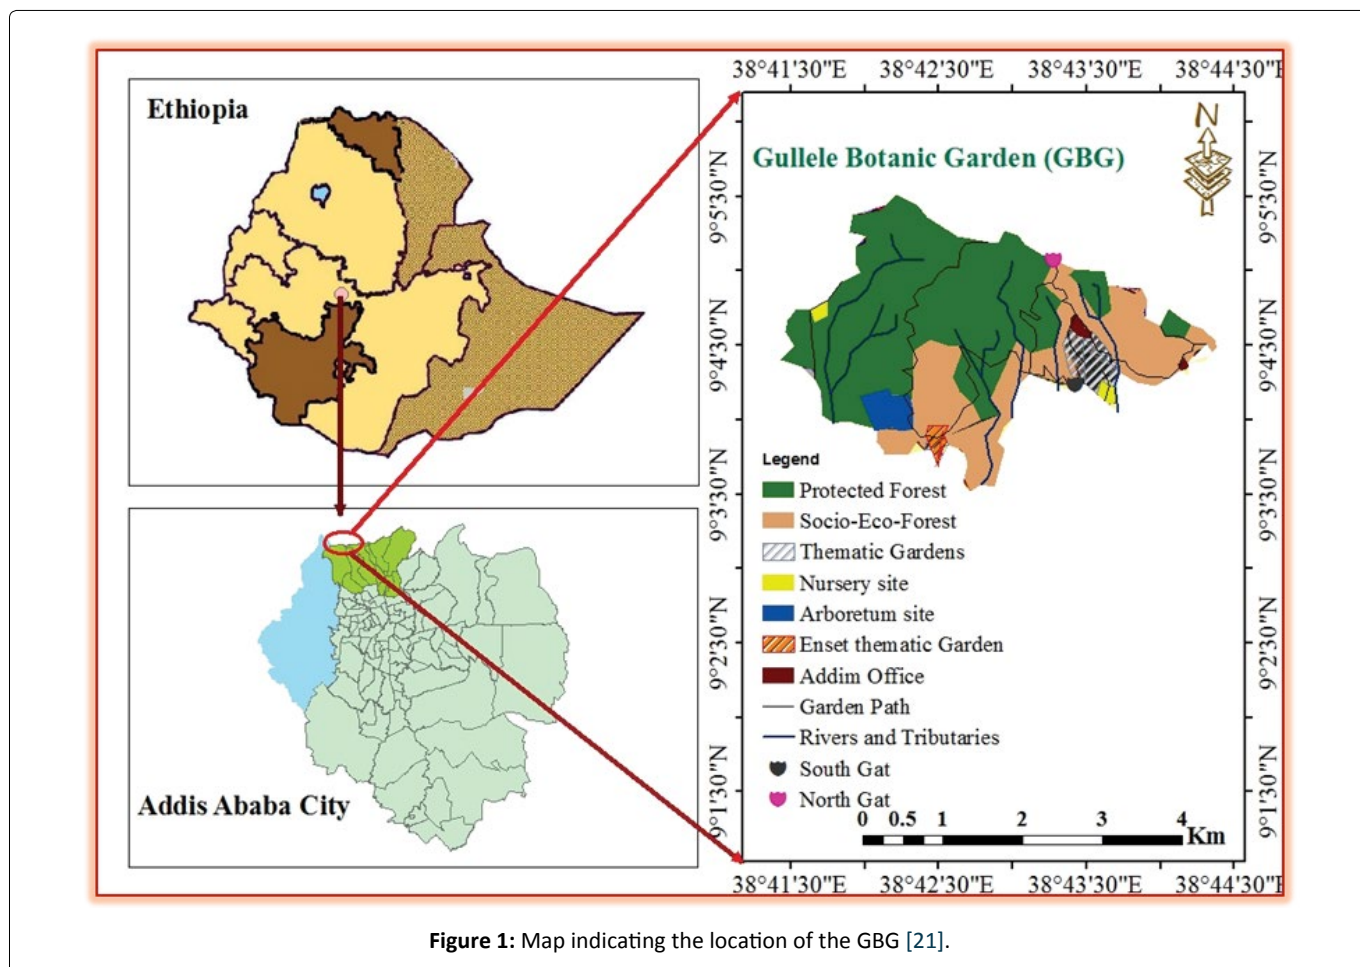 Ethiopia
Addis Ababa City
38°41'30"E 38°42'30"E 38°43'30"E 38°44'30"E
N
Gullele Botanic Garden (GBG)
9°5'30"N 9°5'30"N
9°4'30"N 9°4'30"N
9°3'30"N 9°3'30"N
9°2'30"N 9°2'30"N
9°1'30"N 9°1'30"N
Legend
Protected Forest
Socio-Eco-Forest
Thematic Gardens
Nursery site
Arboretum site
Enset thematic Garden
Addim Office
Garden Path
Rivers and Tributaries
South Gat
North Gat
0 0.5 1 2 3 4
Km
38°41'30"E 38°42'30"E 38°43'30"E 38°44'30"E
Figure 1: Map indicating the location of the GBG [21].